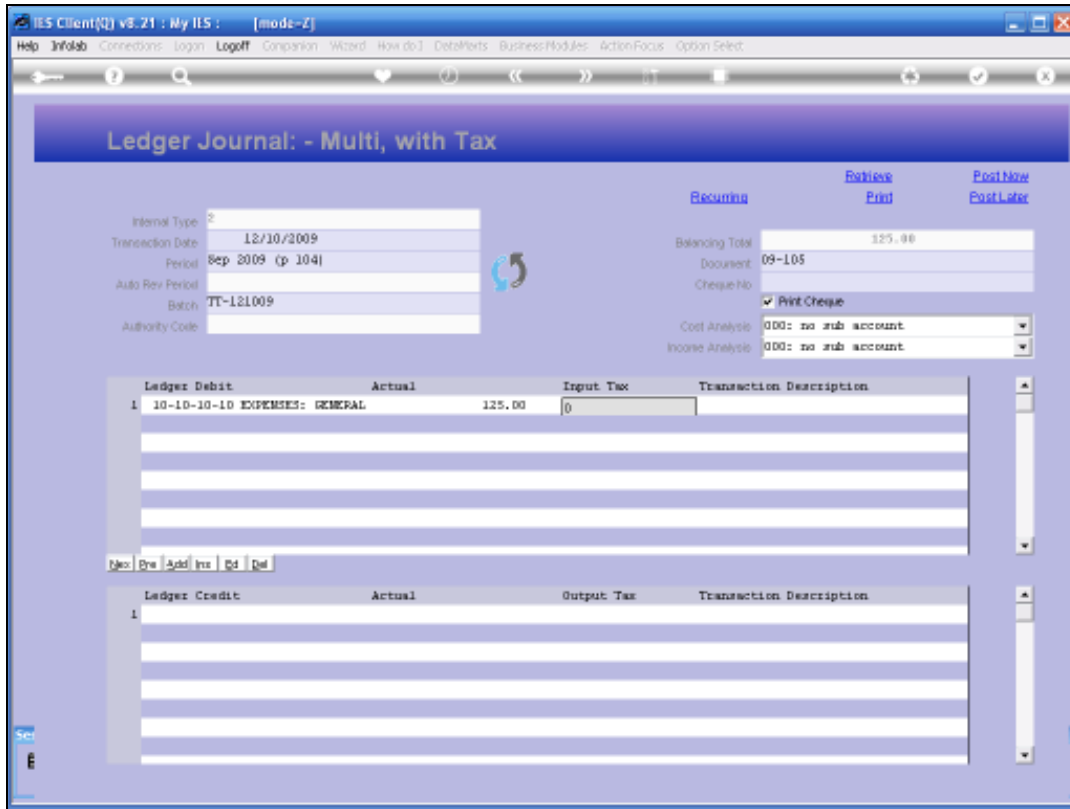 IES Client(Q) v8.21 : My IES : [mode-Z]
Help Infolab Connections Logon Logoff Companion Wizard How do I DataAlerts Business Modules Action Focus Option Select
Ledger Journal: - Multi, with Tax
Retrieve Post Now
Recurring Print Post Later
Internal Type 2
Transaction Date 12/10/2009 Balancing Total 125.00
Period Sep 2009 (p 104) Document 09-105
Auto Rev Period Cheque No
Batch TT-121009 Print Cheque
Authority Code Cost Analysis 000: no sub account
Income Analysis 000: no sub account
Ledger Debit Actual Input Tax Transaction Description
1 10-10-10-10 EXPENSES: GENERAL 125.00 0
Nex Pre Add Ins Ed Del
Ledger Credit Actual Output Tax Transaction Description
1